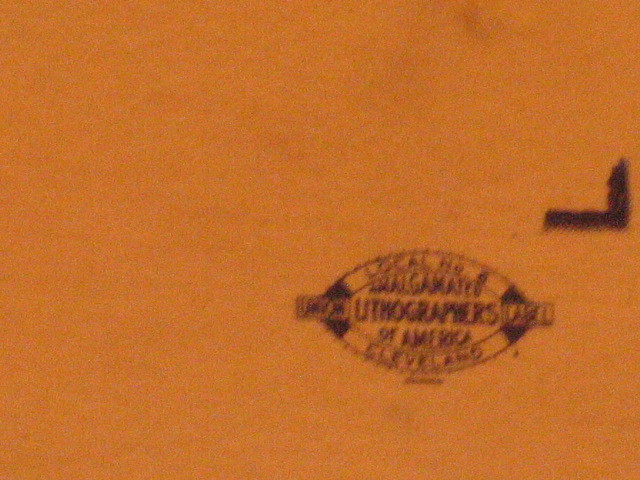 LOCAL NO.
AMALGAMATED
UNION LITHOGRAPHERS LABEL
OF AMERICA
CLEVELAND